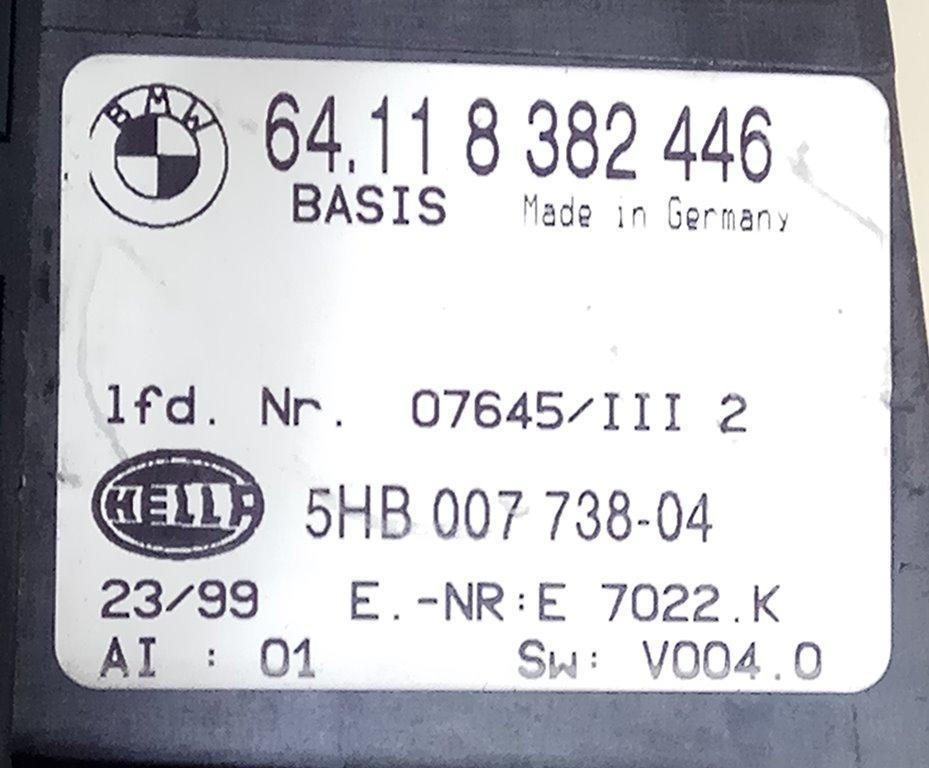 BMW 64.11 8 382 446
BASIS Made in Germany
lfd. Nr. 07645/III 2
HELLA 5HB 007 738-04
23/99 E.-NR:E 7022.K
AI : 01 Sw: V004.0